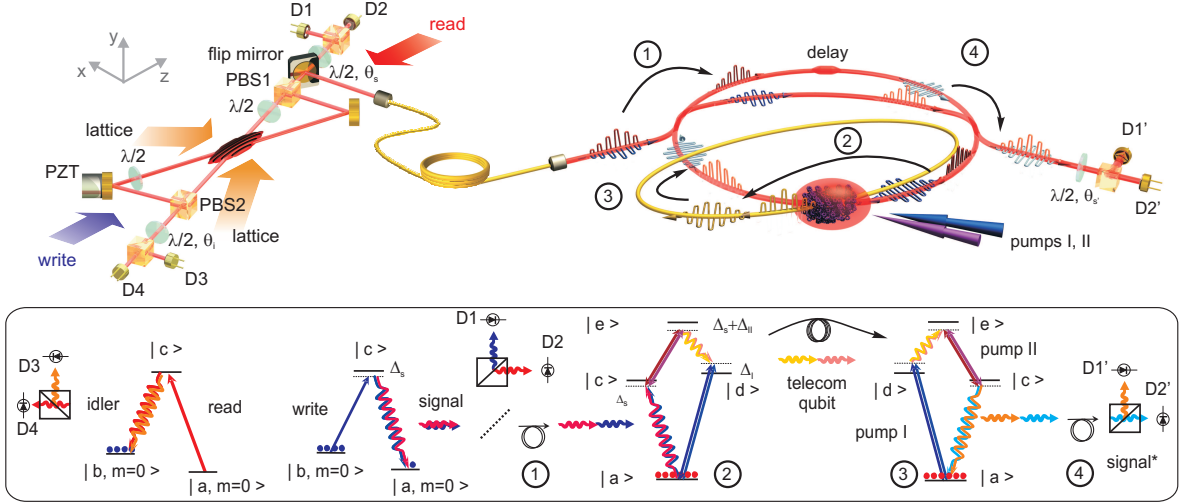 D1 D2
read
flip mirror
λ/2, θs
PBS1
λ/2
y
x
z
lattice
λ/2
PZT
PBS2
λ/2, θi
lattice
write
D3
D4
1
delay
4
2
3
pumps I, II
D1'
λ/2, θs'
D2'
D3
D4
idler
| c >
read
| b, m=0 >
| a, m=0 >
write
| c >
Δs
signal
| b, m=0 >
| a, m=0 >
D1
D2
1
| e >
Δs+ΔII
| c >
Δs
Δi
| d >
| a >
2
telecom
qubit
| e >
pump II
| d >
| c >
pump I
| a >
3
D1'
D2'
signal*
4